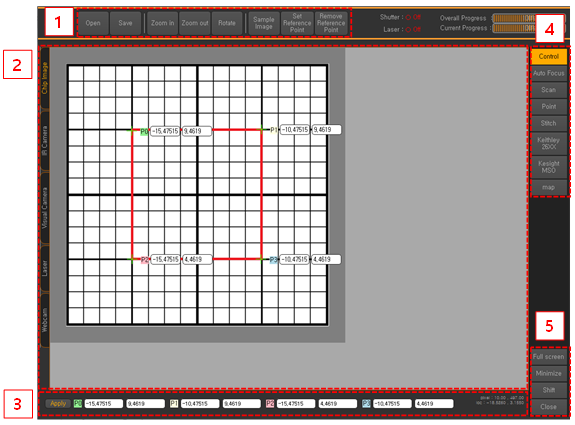 1
Open Save Zoom In Zoom out Rotate Sample Image Set Reference Point Remove Reference Point
Shutter : Off
Laser : Off
Overall Progress :
Current Progress :
4
2
Chip Image
IR Camera
Visual Camera
Laser
Webcam
P0 -15,47515 9,4619
P1 -10,47515 9,4619
P2 -15,47515 4,4619
P3 -10,47515 4,4619
Control
Auto Focus
Scan
Point
Stitch
Keithley 26XX
Kesight MSO
map
5
Full screen
Minimize
Shift
Close
3
Apply P0 -15,47515 9,4619 P1 -10,47515 9,4619 P2 -15,47515 4,4619 P3 -10,47515 4,4619